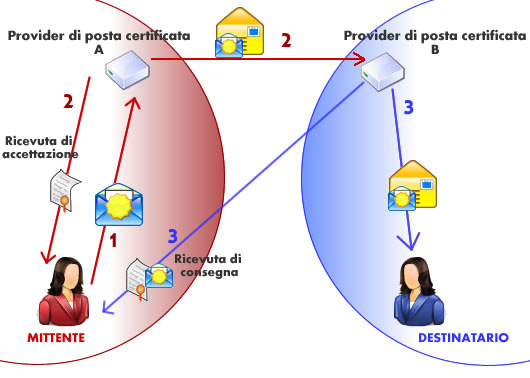 Provider di posta certificata
A
2
Provider di posta certificata
B
2
3
Ricevuta di
accettazione
1
3
Ricevuta di
consegna
MITTENTE
DESTINATARIO